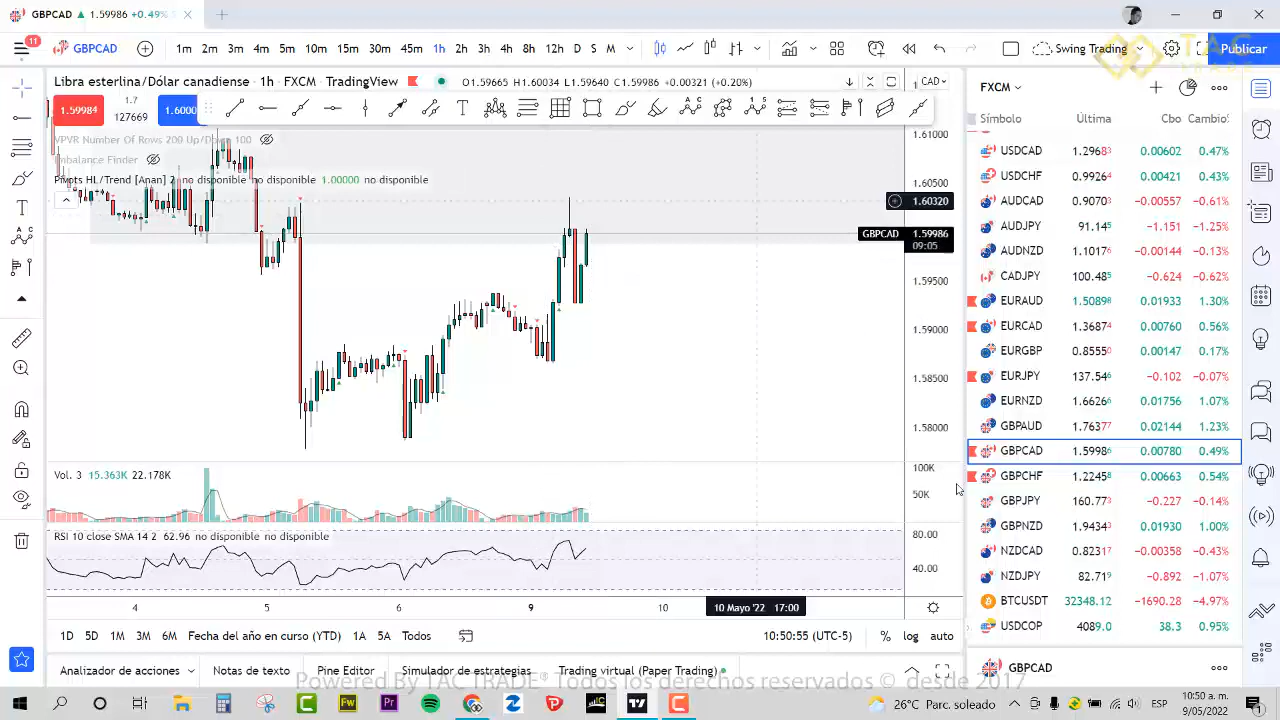 GBPCAD ▲ 1.59986 +0.49%
11
GBPCAD 1m 2m 3m 5m 10m 15m 30m 45m 1h 2h 3h 4h 8h 12h D S M Swing Trading Publicar
TAC
Libra esterlina/Dólar canadiense · 1h · FXCM · TradingView
O1.59665 H1.60034 L1.59640 C1.59986 +0.00321 (+0.20%)
CAD
1.59984
1.7
127669
1.6000
VPVR Number Of Rows 200 Up/Down 100
Imbalance Finder
Pivots HL/Trend [Anan] 2 no disponible no disponible 1.00000 no disponible
1.61000
1.60500
1.60320
GBPCAD 1.59986
09:05
1.59500
1.59000
1.58500
1.58000
Vol. 3 15.363K 22.178K
100K
50K
RSI 10 close SMA 14 2 62.96 no disponible no disponible
80.00
40.00
4 5 6 9 10
10 Mayo '22 17:00
1D 5D 1M 3M 6M Fecha del año en curso (YTD) 1A 5A Todos
10:50:55 (UTC-5) % log auto
Analizador de acciones Notas de texto Pine Editor Simulador de estrategias Trading virtual (Paper Trading)
FXCM
Símbolo Última Cbo Cambio%
USDCAD 1.29683 0.00602 0.47%
USDCHF 0.99264 0.00421 0.43%
AUDCAD 0.90703 −0.00557 −0.61%
AUDJPY 91.145 −1.151 −1.25%
AUDNZD 1.10176 −0.00144 −0.13%
CADJPY 100.485 −0.624 −0.62%
EURAUD 1.50898 0.01933 1.30%
EURCAD 1.36874 0.00760 0.56%
EURGBP 0.85550 0.00147 0.17%
EURJPY 137.546 −0.102 −0.07%
EURNZD 1.66266 0.01756 1.07%
GBPAUD 1.76377 0.02144 1.23%
GBPCAD 1.59986 0.00780 0.49%
GBPCHF 1.22458 0.00663 0.54%
GBPJPY 160.773 −0.227 −0.14%
GBPNZD 1.94343 0.01930 1.00%
NZDCAD 0.82317 −0.00358 −0.43%
NZDJPY 82.719 −0.892 −1.07%
BTCUSDT 32348.12 −1690.28 −4.97%
USDCOP 4089.0 38.3 0.95%
GBPCAD
Powered By TAC TRADE® Todos los derechos reservados © desde 2017
26°C Parc. soleado
10:50 a. m.
9/05/2022